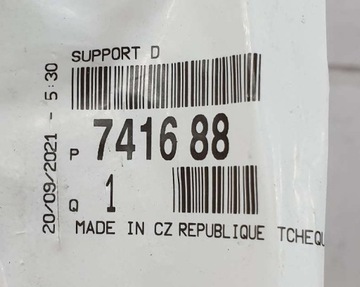 SUPPORT D
20/09/2021 - 5:30
P 7416 88
Q 1
MADE IN CZ REPUBLIQUE TCHEQU